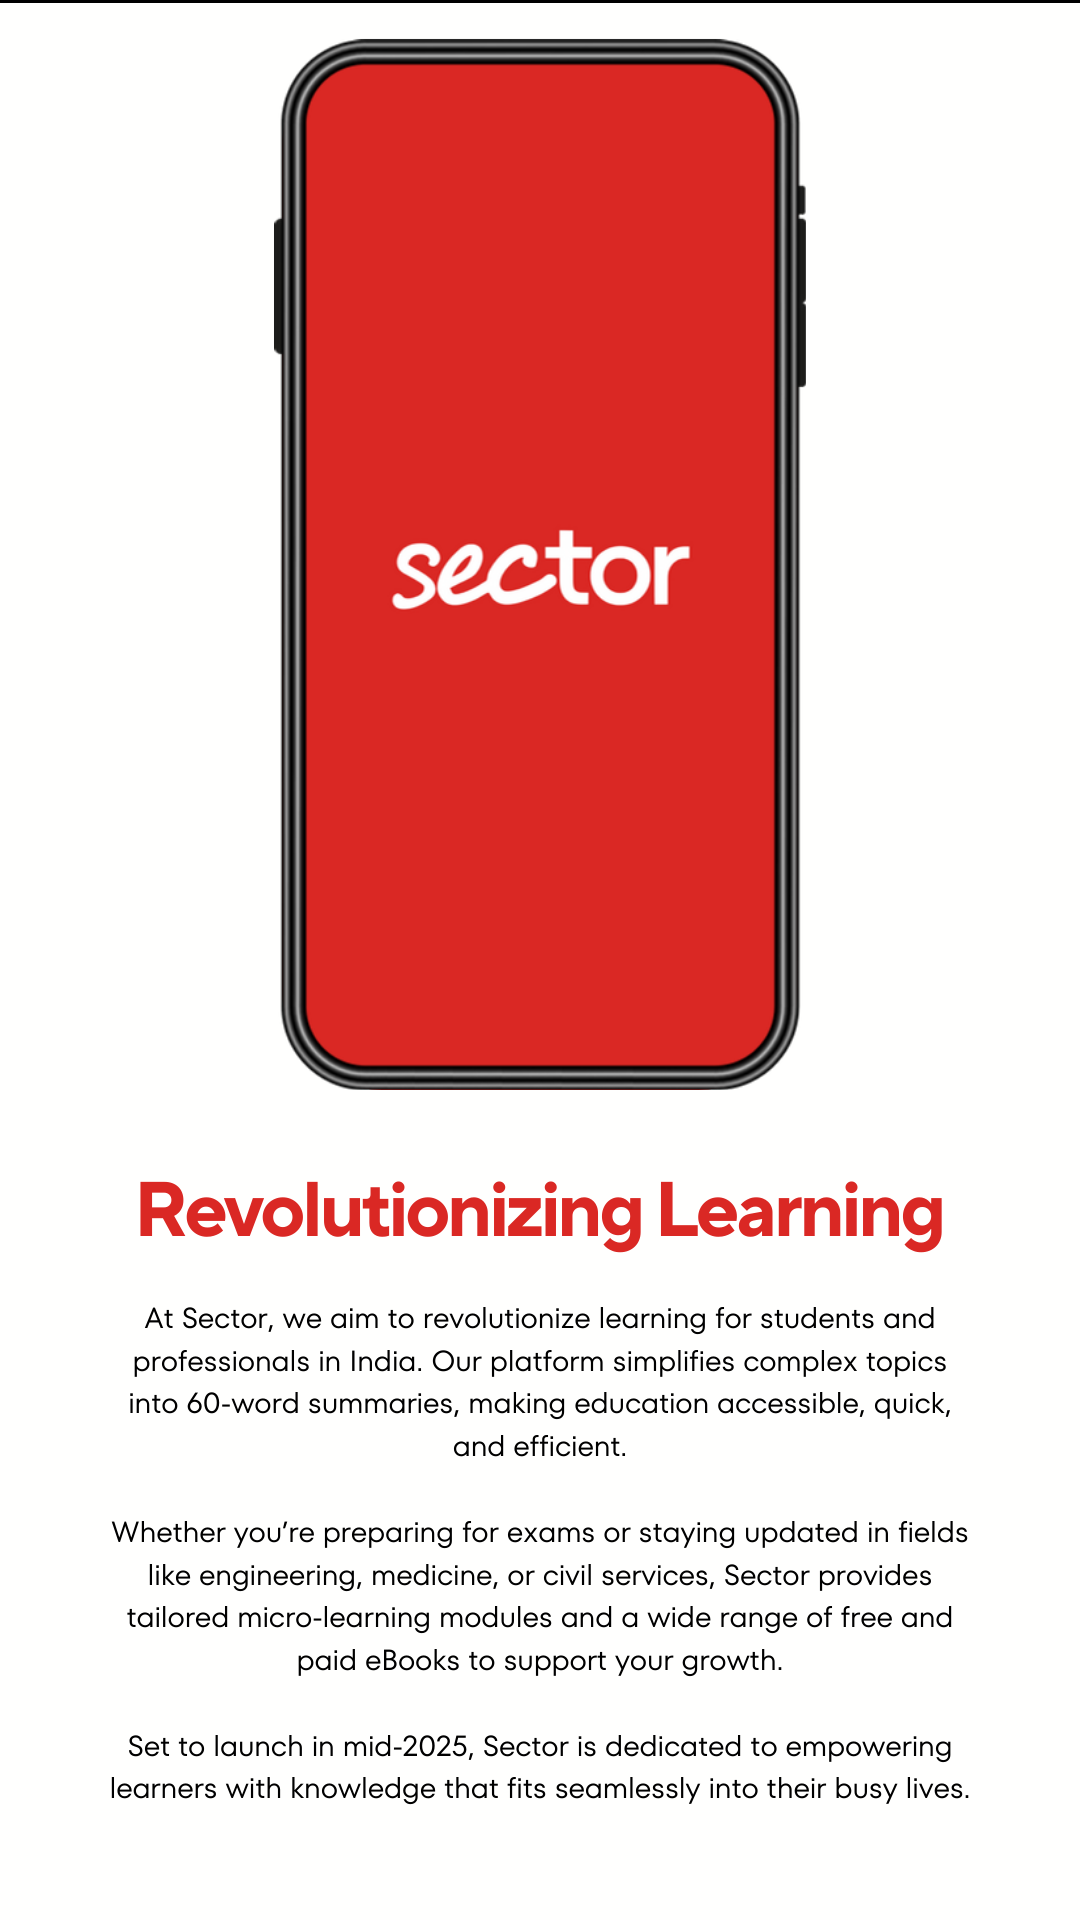 sector
Revolutionizing Learning
At Sector, we aim to revolutionize learning for students and
professionals in India. Our platform simplifies complex topics
into 60-word summaries, making education accessible, quick,
and efficient.
Whether you’re preparing for exams or staying updated in fields
like engineering, medicine, or civil services, Sector provides
tailored micro-learning modules and a wide range of free and
paid eBooks to support your growth.
Set to launch in mid-2025, Sector is dedicated to empowering
learners with knowledge that fits seamlessly into their busy lives.